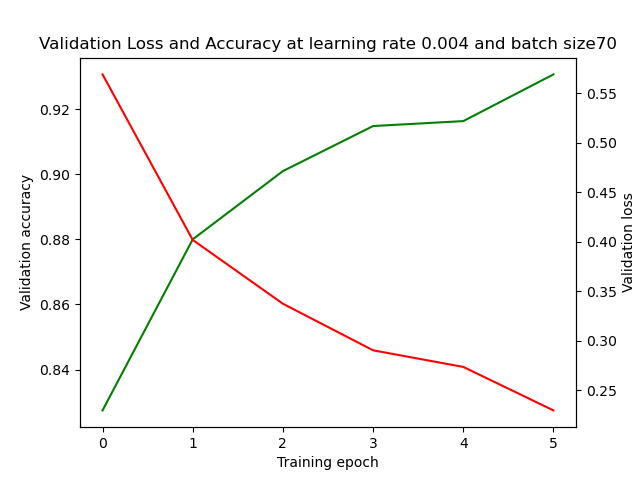 Validation Loss and Accuracy at learning rate 0.004 and batch size70
Validation accuracy
0.92
0.90
0.88
0.86
0.84
0.55
0.50
0.45
0.40
0.35
0.30
0.25
Validation loss
0 1 2 3 4 5
Training epoch